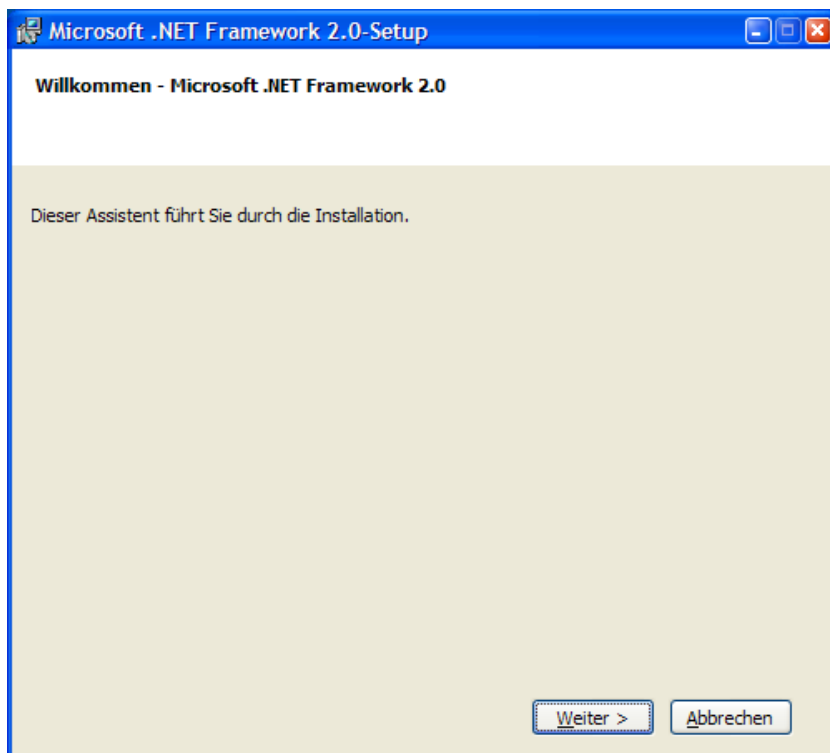 Microsoft .NET Framework 2.0-Setup
Willkommen - Microsoft .NET Framework 2.0
Dieser Assistent führt Sie durch die Installation.
Weiter > Abbrechen